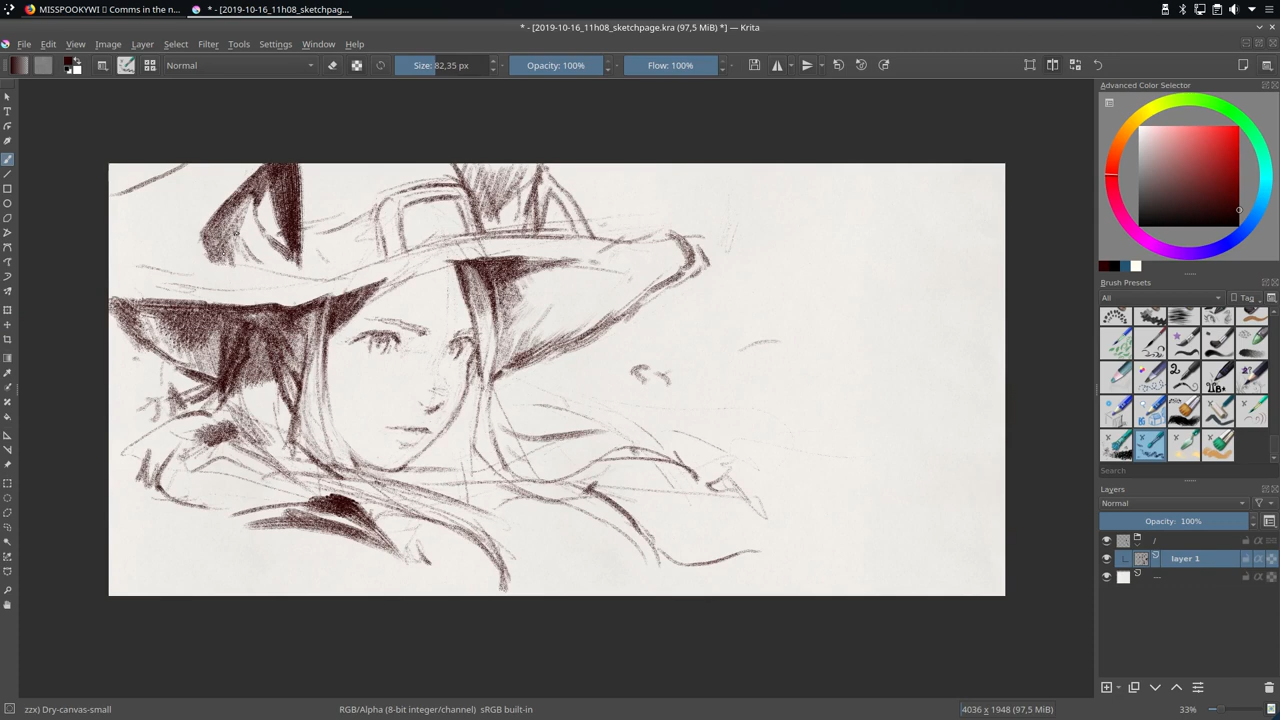 MISSPOOKYWI  Comms in the n...
* - [2019-10-16_11h08_sketchpag...
* - [2019-10-16_11h08_sketchpage.kra (97,5 MiB) *] — Krita
File Edit View Image Layer Select Filter Tools Settings Window Help
Normal
Size: 82,35 px
Opacity: 100%
Flow: 100%
Advanced Color Selector
Brush Presets
All
Tag
Search
Layers
Normal
Opacity: 100%
/
layer 1
---
zzx) Dry-canvas-small
RGB/Alpha (8-bit integer/channel) sRGB built-in
4036 x 1948 (97,5 MiB)
33%